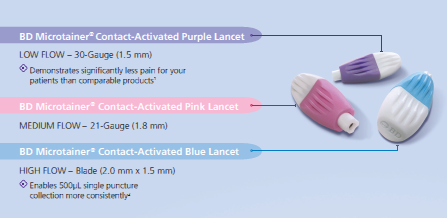 BD Microtainer® Contact-Activated Purple Lancet
LOW FLOW – 30-Gauge (1.5 mm)
Demonstrates significantly less pain for your
patients than comparable products¹
BD Microtainer® Contact-Activated Pink Lancet
MEDIUM FLOW – 21-Gauge (1.8 mm)
BD Microtainer® Contact-Activated Blue Lancet
HIGH FLOW – Blade (2.0 mm x 1.5 mm)
Enables 500µL single puncture
collection more consistently⁴